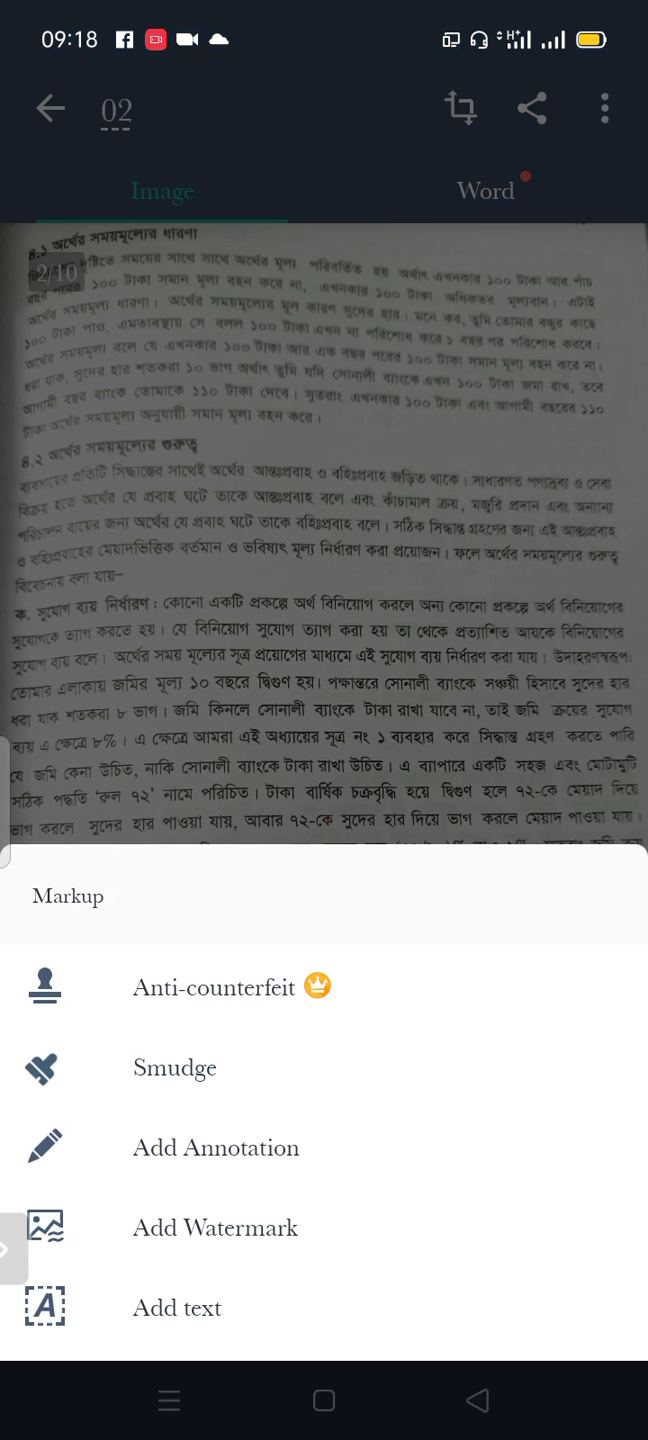 09:18
02
Image
Word
৪.১ অর্থের সময়মূল্যের ধারণা
2/10
দৃষ্টিতে সময়ের সাথে সাথে অর্থের মূল্য পরিবর্তিত হয় অর্থাৎ এখনকার ১০০ টাকা আর পাঁচ
বছর পরের ১০০ টাকা সমান মূল্য বহন করে না, এখনকার ১০০ টাকা অধিকতর মূল্যবান। এটাই
অর্থের সময়মূল্য ধারণা। অর্থের সময়মূল্যের মূল কারণ সুদের হার। মনে কর, তুমি তোমার বন্ধুর কাছে
১০০ টাকা পাও, এমতাবস্থায় সে বলল ১০০ টাকা এখন না পরিশোধ করে ১ বছর পর পরিশোধ করবে।
অর্থের সময়মূল্য বলে যে এখনকার ১০০ টাকা আর এক বছর পরের ১০০ টাকা সমান মূল্য বহন করে না।
ধরা যাক, সুদের হার শতকরা ১০ ভাগ অর্থাৎ তুমি যদি সোনালী ব্যাংকে এখন ১০০ টাকা জমা রাখ, তবে
আগামী বছর ব্যাংক তোমাকে ১১০ টাকা দেবে। সুতরাং এখনকার ১০০ টাকা এবং আগামী বছরের ১১০
টাকা অর্থের সময়মূল্য অনুযায়ী সমান মূল্য বহন করে।
৪.২ অর্থের সময়মূল্যের গুরুত্ব
ব্যবসায়ের প্রতিটি সিদ্ধান্তের সাথেই অর্থের আন্তঃপ্রবাহ ও বহিঃপ্রবাহ জড়িত থাকে। সাধারণত পণ্যদ্রব্য ও সেবা
বিক্রয় হতে অর্থের যে প্রবাহ ঘটে তাকে আন্তঃপ্রবাহ বলে এবং কাঁচামাল ক্রয়, মজুরি প্রদান এবং অন্যান্য
পরিচালন ব্যয়ের জন্য অর্থের যে প্রবাহ ঘটে তাকে বহিঃপ্রবাহ বলে। সঠিক সিদ্ধান্ত গ্রহণের জন্য এই আন্তঃপ্রবাহ
ও বহিঃপ্রবাহের মেয়াদভিত্তিক বর্তমান ও ভবিষ্যৎ মূল্য নির্ধারণ করা প্রয়োজন। ফলে অর্থের সময়মূল্যের গুরুত্ব
বিবেচনায় বলা যায়–
ক. সুযোগ ব্যয় নির্ধারণ : কোনো একটি প্রকল্পে অর্থ বিনিয়োগ করলে অন্য কোনো প্রকল্পে অর্থ বিনিয়োগের
সুযোগকে ত্যাগ করতে হয়। যে বিনিয়োগ সুযোগ ত্যাগ করা হয় তা থেকে প্রত্যাশিত আয়কে বিনিয়োগের
সুযোগ ব্যয় বলে। অর্থের সময় মূল্যের সূত্র প্রয়োগের মাধ্যমে এই সুযোগ ব্যয় নির্ধারণ করা যায়। উদাহরণস্বরূপ:
তোমার এলাকায় জমির মূল্য ১০ বছরে দ্বিগুণ হয়। পক্ষান্তরে সোনালী ব্যাংকে সঞ্চয়ী হিসাবে সুদের হার
ধরা যাক শতকরা ৮ ভাগ। জমি কিনলে সোনালী ব্যাংকে টাকা রাখা যাবে না, তাই জমি ক্রয়ের সুযোগ
ব্যয় এ ক্ষেত্রে ৮%। এ ক্ষেত্রে আমরা এই অধ্যায়ের সূত্র নং ১ ব্যবহার করে সিদ্ধান্ত গ্রহণ করতে পারি
যে জমি কেনা উচিত, নাকি সোনালী ব্যাংকে টাকা রাখা উচিত। এ ব্যাপারে একটি সহজ এবং মোটামুটি
সঠিক পদ্ধতি 'রুল ৭২' নামে পরিচিত। টাকা বার্ষিক চক্রবৃদ্ধি হয়ে দ্বিগুণ হলে ৭২-কে মেয়াদ দিয়ে
ভাগ করলে সুদের হার পাওয়া যায়, আবার ৭২-কে সুদের হার দিয়ে ভাগ করলে মেয়াদ পাওয়া যায়।
Markup
Anti-counterfeit
Smudge
Add Annotation
Add Watermark
Add text